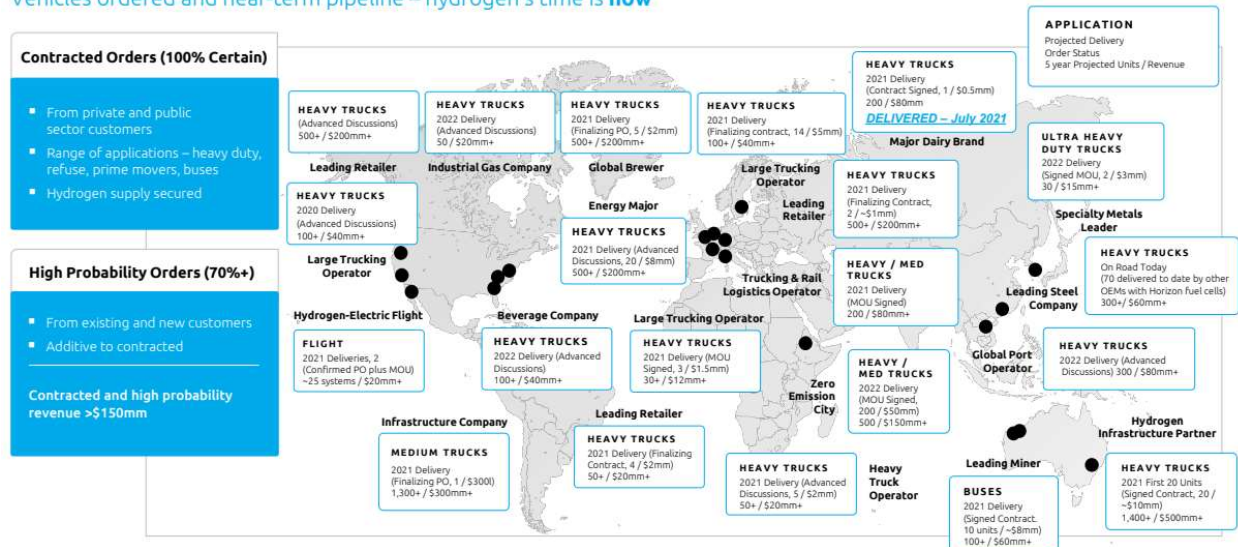 Vehicles ordered and near-term pipeline – hydrogen's time is now
Contracted Orders (100% Certain)
▪ From private and public
sector customers
▪ Range of applications – heavy duty,
refuse, prime movers, buses
▪ Hydrogen supply secured
High Probability Orders (70%+)
▪ From existing and new customers
▪ Additive to contracted
Contracted and high probability
revenue >$150mm
APPLICATION
Projected Delivery
Order Status
5 year Projected Units / Revenue
HEAVY TRUCKS
(Advanced Discussions)
500+ / $200mm+
Leading Retailer
HEAVY TRUCKS
2022 Delivery
(Advanced Discussions)
50 / $20mm+
Industrial Gas Company
HEAVY TRUCKS
2021 Delivery
(Finalizing PO, 5 / $2mm)
500+ / $200mm+
Global Brewer
HEAVY TRUCKS
2021 Delivery
(Finalizing contract, 14 / $5mm)
100+ / $40mm+
Large Trucking
Operator
HEAVY TRUCKS
2021 Delivery
(Contract Signed, 1 / $0.5mm)
200 / $80mm
DELIVERED – July 2021
Major Dairy Brand
ULTRA HEAVY
DUTY TRUCKS
2022 Delivery
(Signed MOU, 2 / $3mm)
30 / $15mm+
Specialty Metals
Leader
HEAVY TRUCKS
2020 Delivery
(Advanced Discussions)
100+ / $40mm+
Large Trucking
Operator
Energy Major
HEAVY TRUCKS
2021 Delivery (Advanced
Discussions, 20 / $8mm)
500+ / $200mm+
Leading
Retailer
HEAVY TRUCKS
2021 Delivery
(Finalizing Contract,
2 / ~$1mm)
500+ / $200mm+
Trucking & Rail
Logistics Operator
HEAVY / MED
TRUCKS
2021 Delivery
(MOU Signed)
200 / $80mm+
HEAVY TRUCKS
On Road Today
(70 delivered to date by other
OEMs with Horizon fuel cells)
300+/ $60mm+
Leading Steel
Company
Hydrogen-Electric Flight
FLIGHT
2021 Deliveries, 2
(Confirmed PO plus MOU)
~25 systems / $20mm+
Beverage Company
HEAVY TRUCKS
2022 Delivery (Advanced
Discussions)
100+ / $40mm+
Large Trucking Operator
HEAVY TRUCKS
2021 Delivery (MOU
Signed, 3 / $1.5mm)
30+ / $12mm+
Zero
Emission
City
HEAVY /
MED TRUCKS
2022 Delivery
(MOU Signed,
200 / $50mm)
500 / $150mm+
Global Port
Operator
HEAVY TRUCKS
2022 Delivery (Advanced
Discussions) 300 / $80mm+
Infrastructure Company
MEDIUM TRUCKS
2021 Delivery
(Finalizing PO, 1 / $300l)
1,300+ / $300mm+
Leading Retailer
HEAVY TRUCKS
2021 Delivery (Finalizing
Contract, 4 / $2mm)
50+ / $20mm+
HEAVY TRUCKS
2021 Delivery (Advanced
Discussions, 5 / $2mm)
50+ / $20mm+
Heavy
Truck
Operator
Leading Miner
BUSES
2021 Delivery
(Signed Contract.
10 units / ~$8mm)
100+ / $60mm+
Hydrogen
Infrastructure Partner
HEAVY TRUCKS
2021 First 20 Units
(Signed Contract, 20 /
~$10mm)
1,400+ / $500mm+